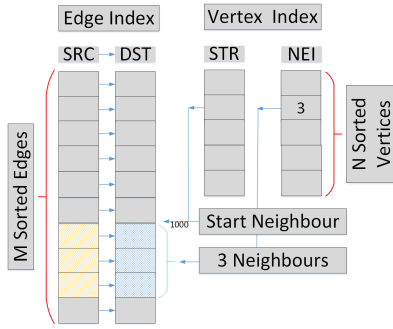 Edge Index
Vertex Index
SRC
DST
STR
NEI
3
M Sorted Edges
N Sorted
Vertices
1000
Start Neighbour
3 Neighbours